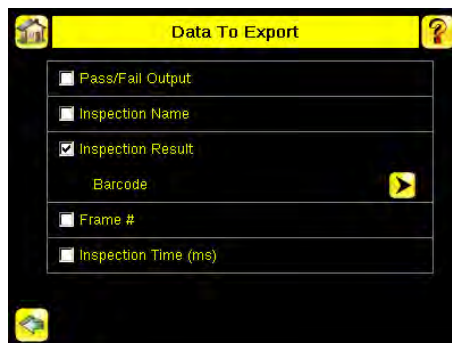 Data To Export
Pass/Fail Output
Inspection Name
Inspection Result
Barcode
Frame #
Inspection Time (ms)